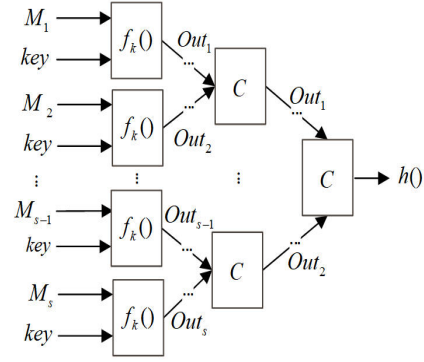 M₁
key
fₖ()
Out₁
M₂
key
fₖ()
Out₂
C
Out₁
⋮ ⋮ ⋮
C
h()
Mₛ₋₁
key
fₖ()
Outₛ₋₁
Mₛ
key
fₖ()
Outₛ
C
Out₂